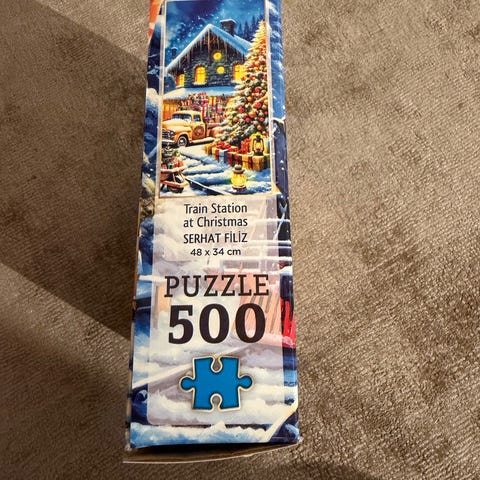 Train Station
at Christmas
SERHAT FİLİZ
48 x 34 cm
PUZZLE
500